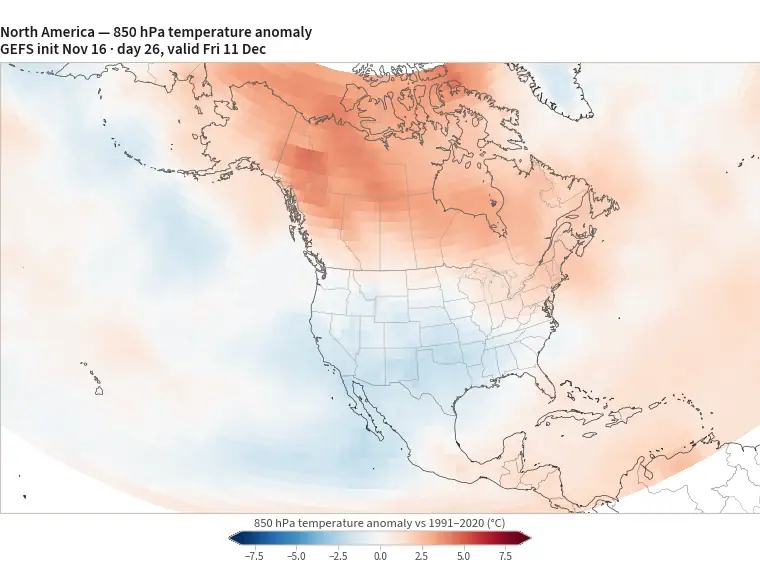 North America — 850 hPa temperature anomaly
GEFS init Nov 16 · day 26, valid Fri 11 Dec
850 hPa temperature anomaly vs 1991–2020 (°C)
−7.5 −5.0 −2.5 0.0 2.5 5.0 7.5